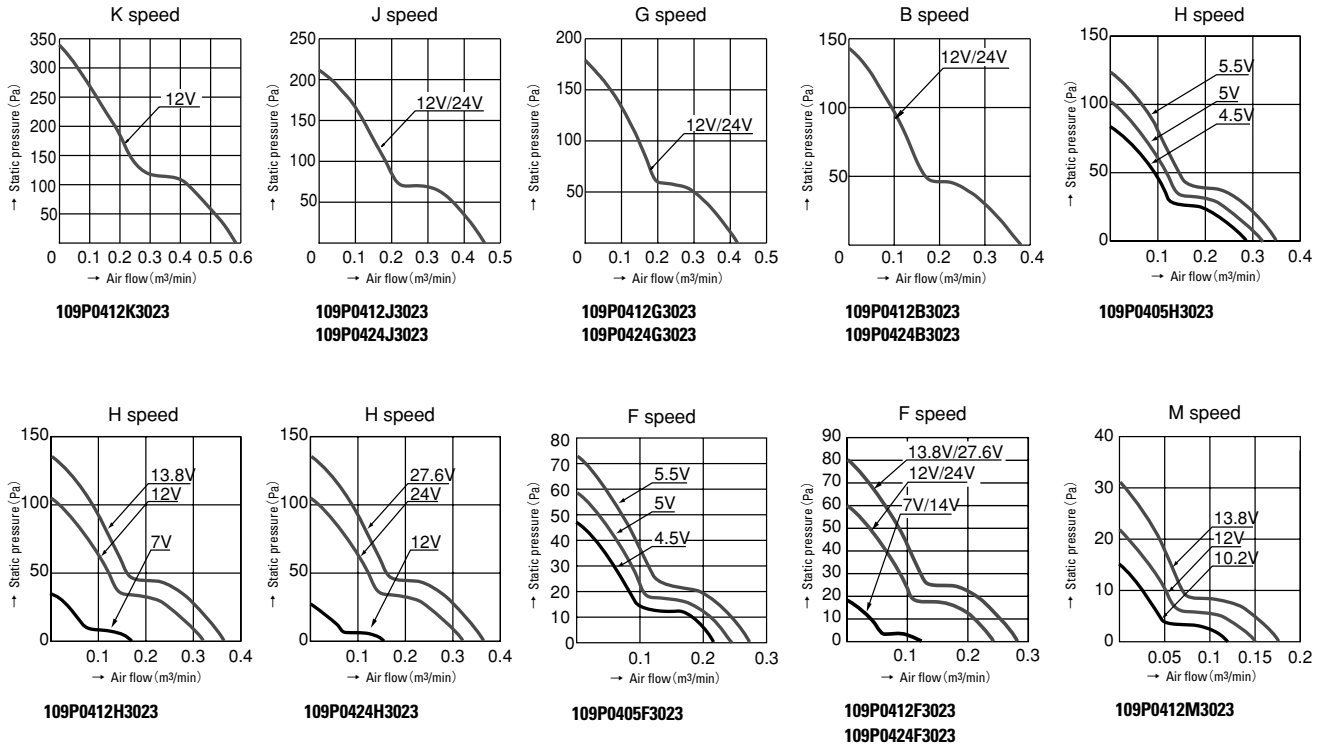 K speed
350
300
250
200
150
100
50
0 0.1 0.2 0.3 0.4 0.5 0.6
12V
→ Static pressure (Pa)
→ Air flow (m3/min)
109P0412K3023
J speed
250
200
150
100
50
0 0.1 0.2 0.3 0.4 0.5
12V/24V
→ Static pressure (Pa)
→ Air flow (m3/min)
109P0412J3023
109P0424J3023
G speed
200
150
100
50
0 0.1 0.2 0.3 0.4 0.5
12V/24V
→ Static pressure (Pa)
→ Air flow (m3/min)
109P0412G3023
109P0424G3023
B speed
150
100
50
0 0.1 0.2 0.3 0.4
12V/24V
→ Static pressure (Pa)
→ Air flow (m3/min)
109P0412B3023
109P0424B3023
H speed
150
100
50
0
0.1 0.2 0.3 0.4
5.5V
5V
4.5V
→ Static pressure (Pa)
→ Air flow (m3/min)
109P0405H3023
H speed
150
100
50
0
0.1 0.2 0.3 0.4
13.8V
12V
7V
→ Static pressure (Pa)
→ Air flow (m3/min)
109P0412H3023
H speed
150
100
50
0
0.1 0.2 0.3 0.4
27.6V
24V
12V
→ Static pressure (Pa)
→ Air flow (m3/min)
109P0424H3023
F speed
80
70
60
50
40
30
20
10
0
0.1 0.2 0.3
5.5V
5V
4.5V
→ Static pressure (Pa)
→ Air flow (m3/min)
109P0405F3023
F speed
90
80
70
60
50
40
30
20
10
0
0.1 0.2 0.3
13.8V/27.6V
12V/24V
7V/14V
→ Static pressure (Pa)
→ Air flow (m3/min)
109P0412F3023
109P0424F3023
M speed
40
30
20
10
0
0.05 0.1 0.15 0.2
13.8V
12V
10.2V
→ Static pressure (Pa)
→ Air flow (m3/min)
109P0412M3023